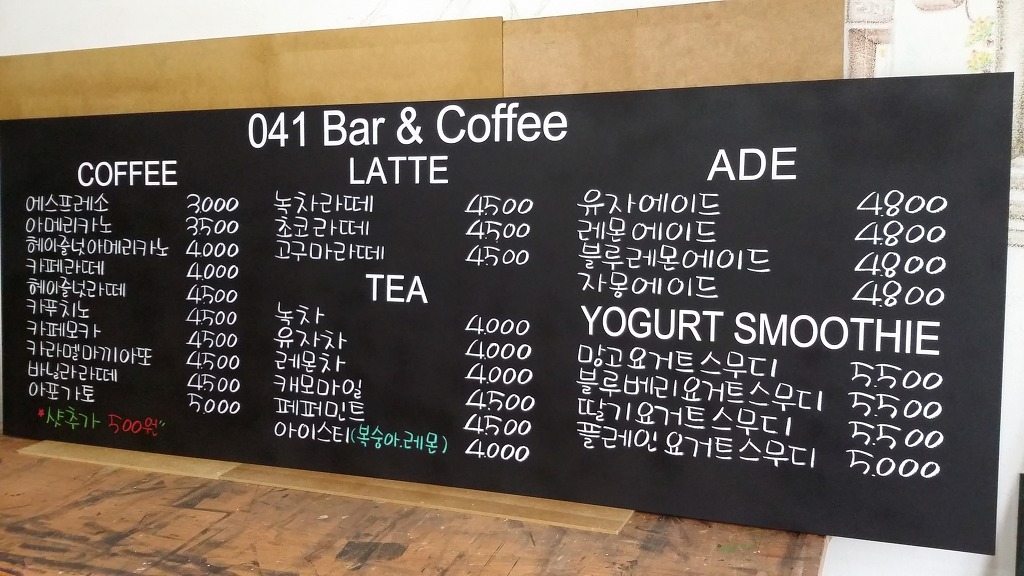 041 Bar & Coffee
COFFEE
에스프레소 3.000
아메리카노 3.500
헤이즐넛아메리카노 4.000
카페라떼 4.000
헤이즐넛라떼 4.500
카푸치노 4.500
카페모카 4.500
카라멜마끼아또 4.500
바닐라라떼 4.500
아포가토 5.000
*샷추가 500원"
LATTE
녹차라떼 4.500
초코라떼 4.500
고구마라떼 4.500
TEA
녹차 4.000
유자차 4.000
레몬차 4.000
캐모마일 4.500
페퍼민트 4.500
아이스티(복숭아.레몬) 4.000
ADE
유자에이드 4.800
레몬에이드 4.800
블루레몬에이드 4.800
자몽에이드 4.800
YOGURT SMOOTHIE
망고요거트스무디 5.500
블루베리요거트스무디 5.500
딸기요거트스무디 5.500
플레인요거트스무디 5.000